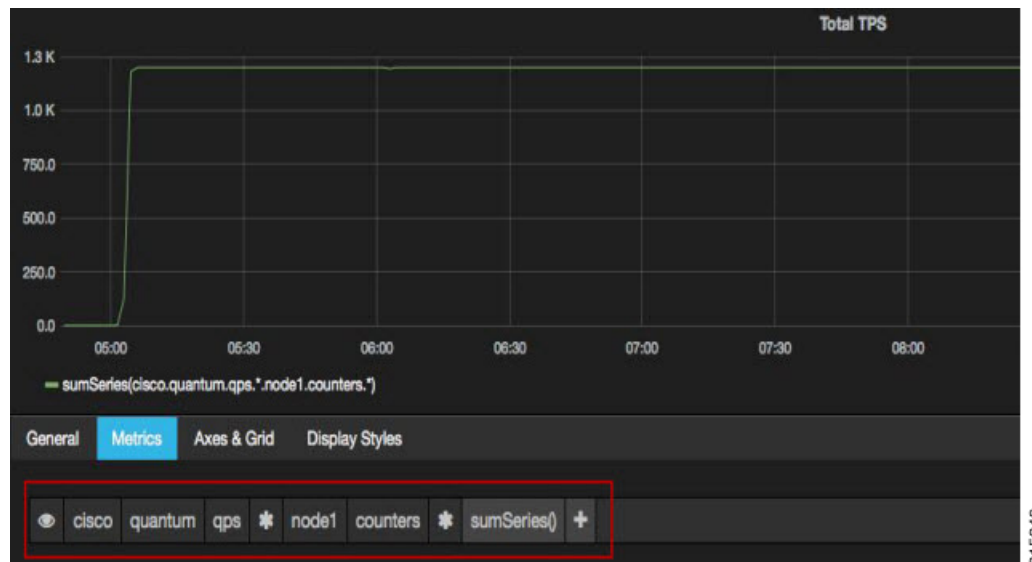 Total TPS
1.3 K
1.0 K
750.0
500.0
250.0
0.0
05:00 05:30 06:00 06:30 07:00 07:30 08:00
sumSeries(cisco.quantum.qps.*.node1.counters.*)
General Metrics Axes & Grid Display Styles
cisco quantum qps * node1 counters * sumSeries() +